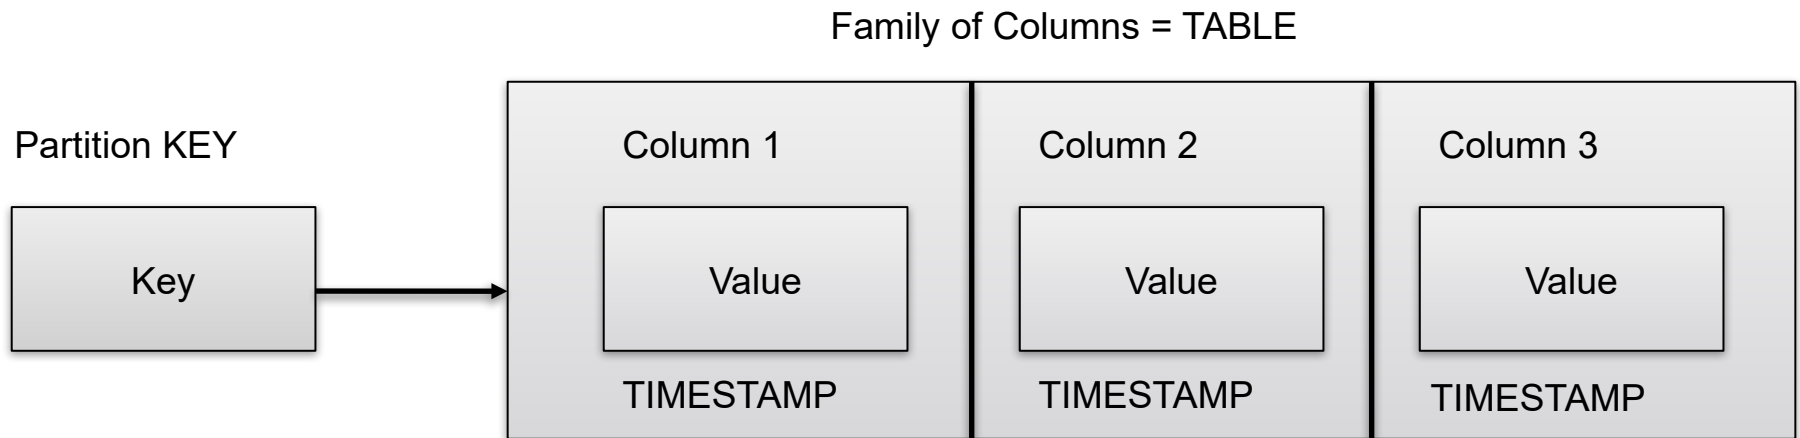 Family of Columns = TABLE
Partition KEY
Column 1
Column 2
Column 3
Key
Value
Value
Value
TIMESTAMP
TIMESTAMP
TIMESTAMP